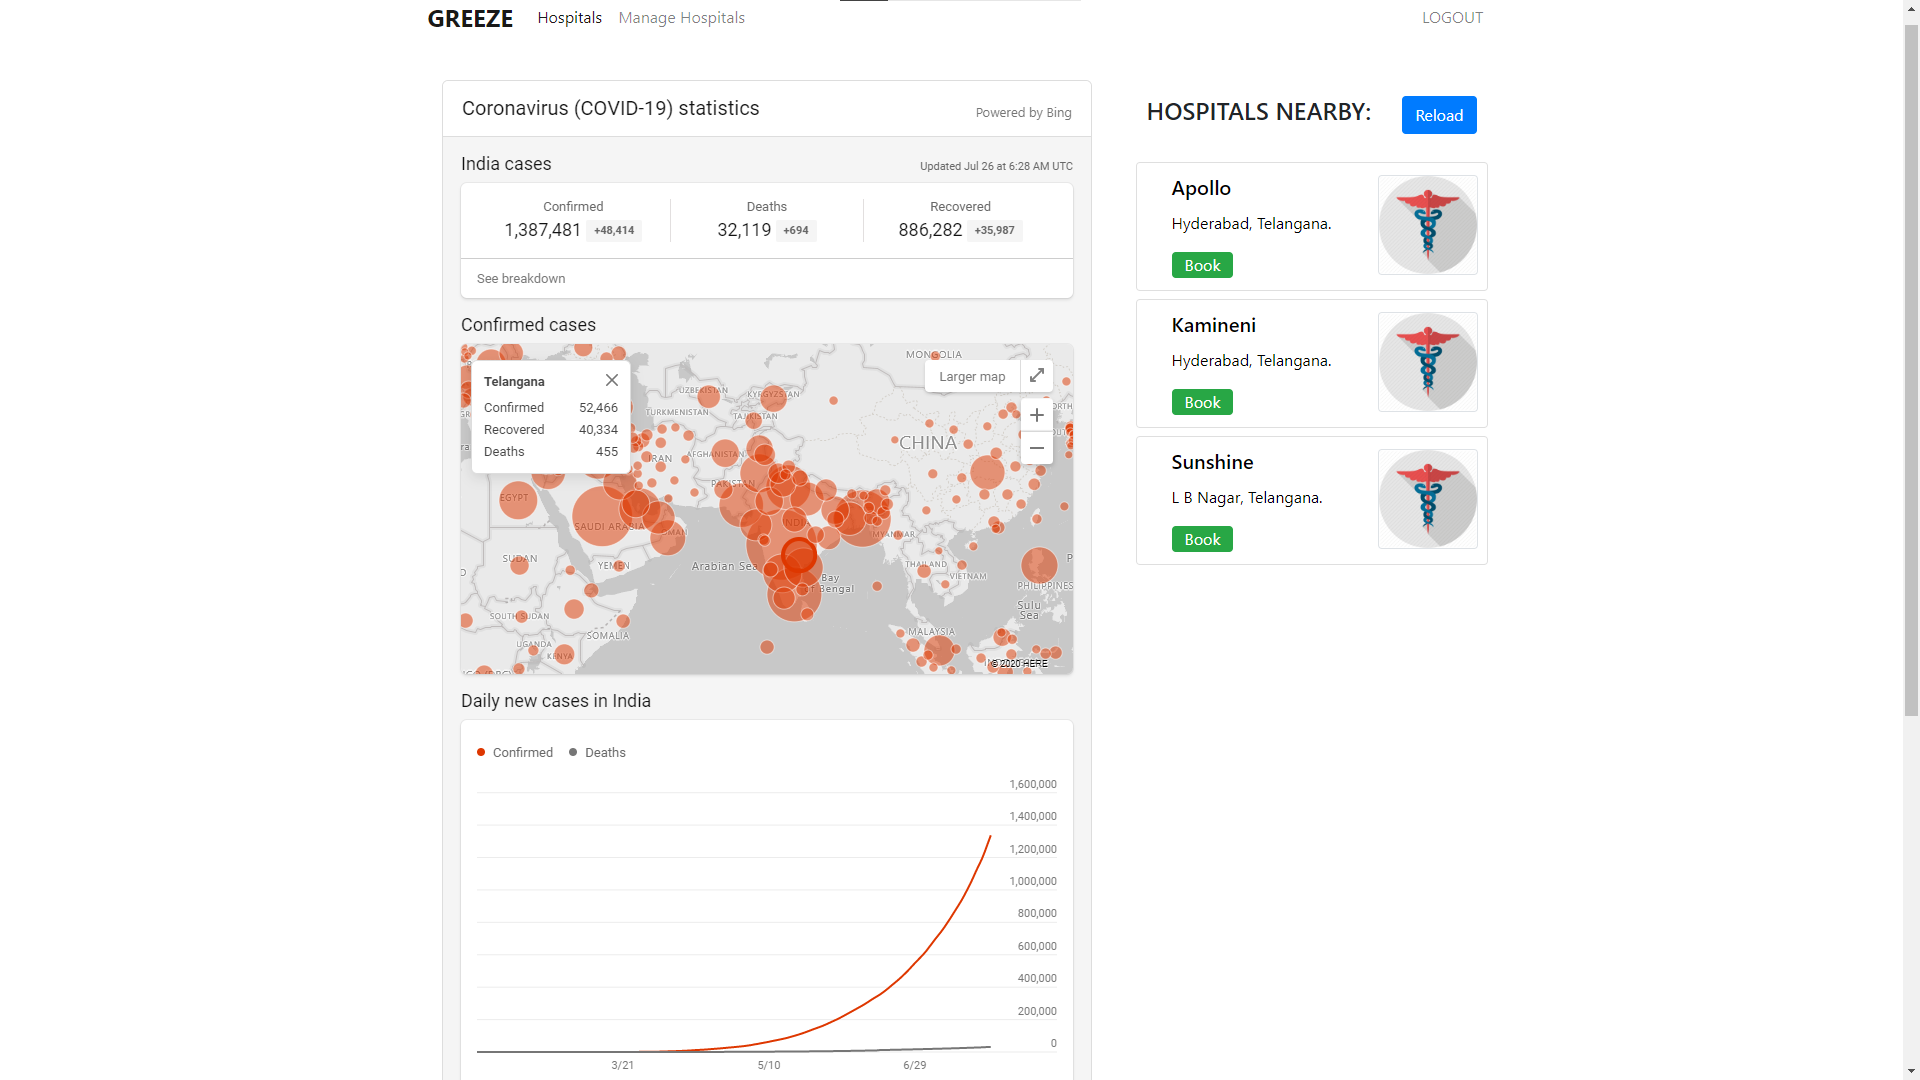 GREEZE Hospitals Manage Hospitals LOGOUT
Coronavirus (COVID-19) statistics
Powered by Bing
India cases
Updated Jul 26 at 6:28 AM UTC
Confirmed Deaths Recovered
1,387,481 +48,414 32,119 +694 886,282 +35,987
See breakdown
Confirmed cases
Telangana
Confirmed 52,466
Recovered 40,334
Deaths 455
Larger map
MONGOLIA
UZBEKISTAN
KYRGYZSTAN
TURKMENISTAN
TAJIKISTAN
CHINA
IRAN
AFGHANISTAN
PAKISTAN
EGYPT
SAUDI ARABIA
OMAN
INDIA
MYANMAR
SUDAN
YEMEN
Arabian Sea
Bay
of Bengal
THAILAND
VIETNAM
PHILIPPINES
Sulu
Sea
SOUTH SUDAN
SOMALIA
MALAYSIA
UGANDA
KENYA
© 2020 HERE
Daily new cases in India
Confirmed Deaths
1,600,000
1,400,000
1,200,000
1,000,000
800,000
600,000
400,000
200,000
0
3/21 5/10 6/29
HOSPITALS NEARBY: Reload
Apollo
Hyderabad, Telangana.
Book
Kamineni
Hyderabad, Telangana.
Book
Sunshine
L B Nagar, Telangana.
Book